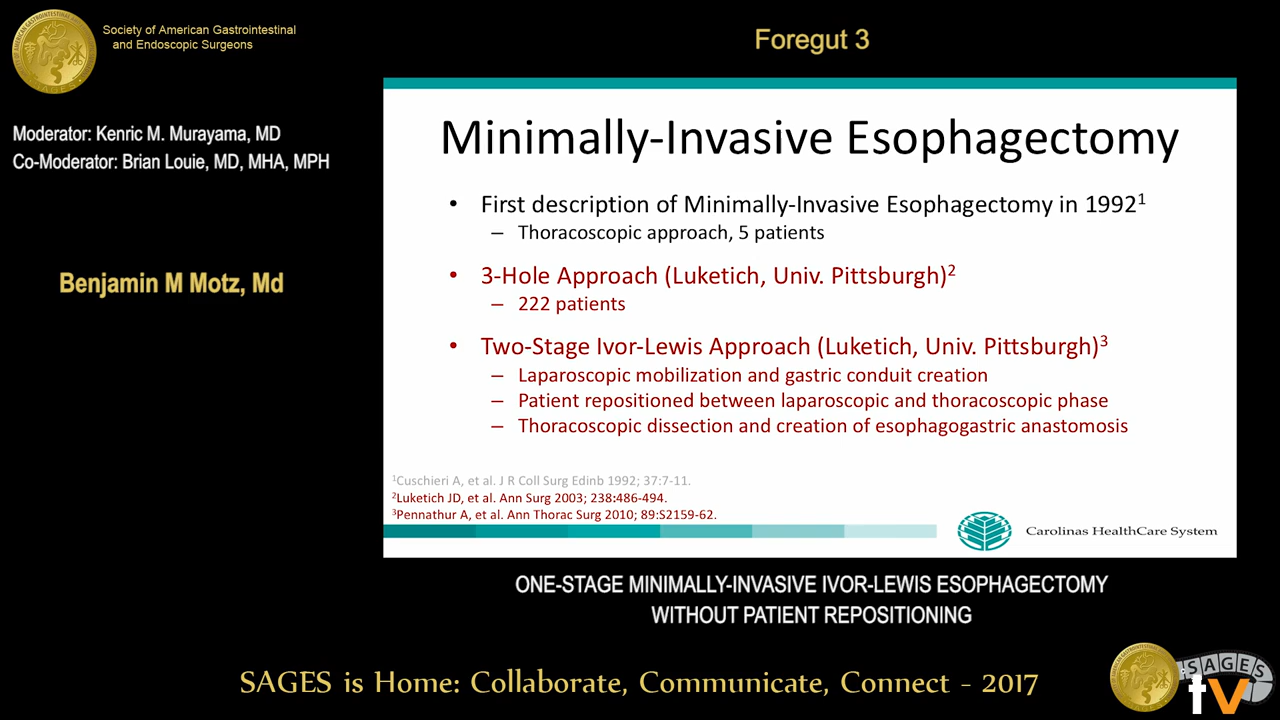 Society of American Gastrointestinal
and Endoscopic Surgeons
Foregut 3
Moderator: Kenric M. Murayama, MD
Co-Moderator: Brian Louie, MD, MHA, MPH
Benjamin M Motz, Md
Minimally-Invasive Esophagectomy
• First description of Minimally-Invasive Esophagectomy in 1992¹
– Thoracoscopic approach, 5 patients
• 3-Hole Approach (Luketich, Univ. Pittsburgh)²
– 222 patients
• Two-Stage Ivor-Lewis Approach (Luketich, Univ. Pittsburgh)³
– Laparoscopic mobilization and gastric conduit creation
– Patient repositioned between laparoscopic and thoracoscopic phase
– Thoracoscopic dissection and creation of esophagogastric anastomosis
¹Cuschieri A, et al. J R Coll Surg Edinb 1992; 37:7-11.
²Luketich JD, et al. Ann Surg 2003; 238:486-494.
³Pennathur A, et al. Ann Thorac Surg 2010; 89:S2159-62.
Carolinas HealthCare System
ONE-STAGE MINIMALLY-INVASIVE IVOR-LEWIS ESOPHAGECTOMY
WITHOUT PATIENT REPOSITIONING
SAGES is Home: Collaborate, Communicate, Connect - 2017
SAGES
tv